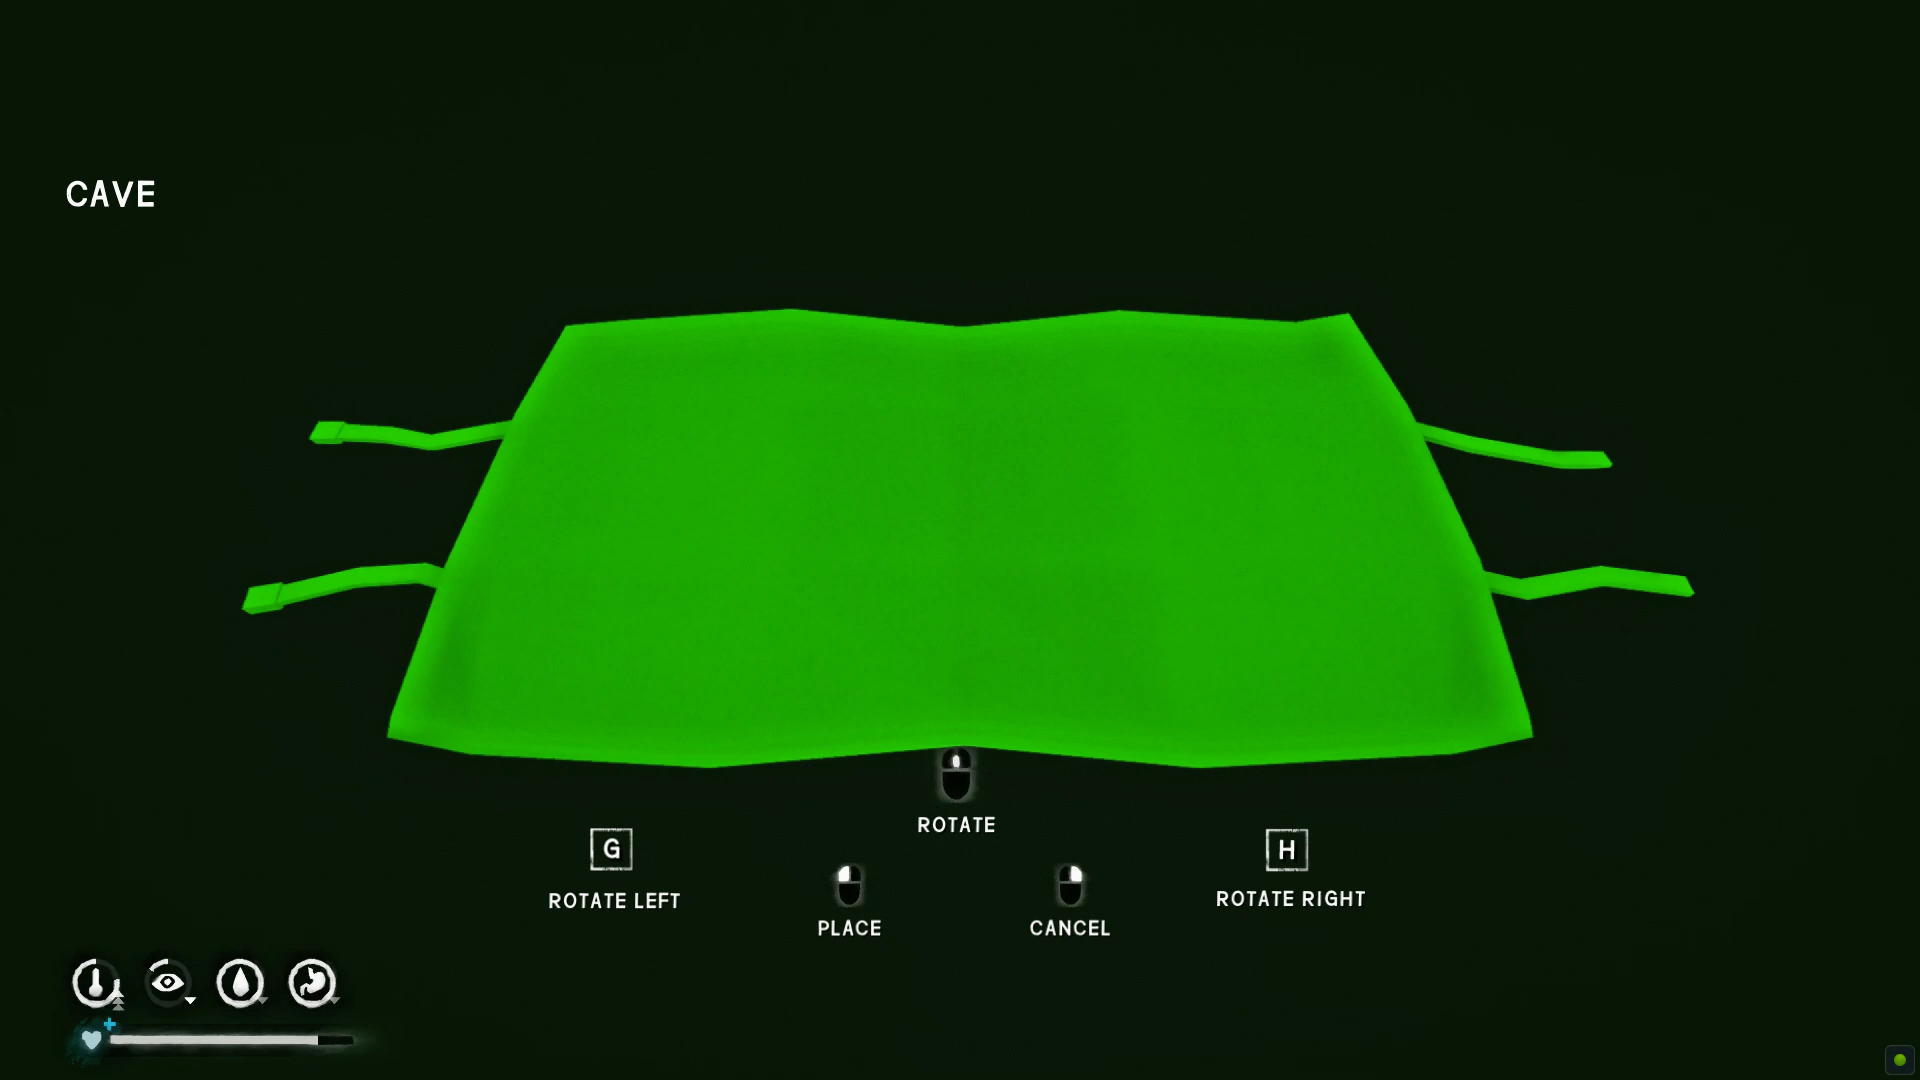 CAVE
ROTATE
G
H
ROTATE LEFT
ROTATE RIGHT
PLACE
CANCEL